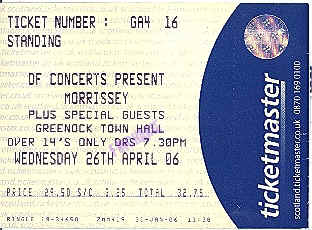 TICKET NUMBER : GA4 16
STANDING
DF CONCERTS PRESENT
MORRISSEY
PLUS SPECIAL GUESTS
GREENOCK TOWN HALL
OVER 14'S ONLY DRS 7.30PM
WEDNESDAY 26TH APRIL 06
PRICE 29.50 S/C 3.25 TOTAL 32.75
ticketmaster
scotland.ticketmaster.co.uk 0870 169 0100